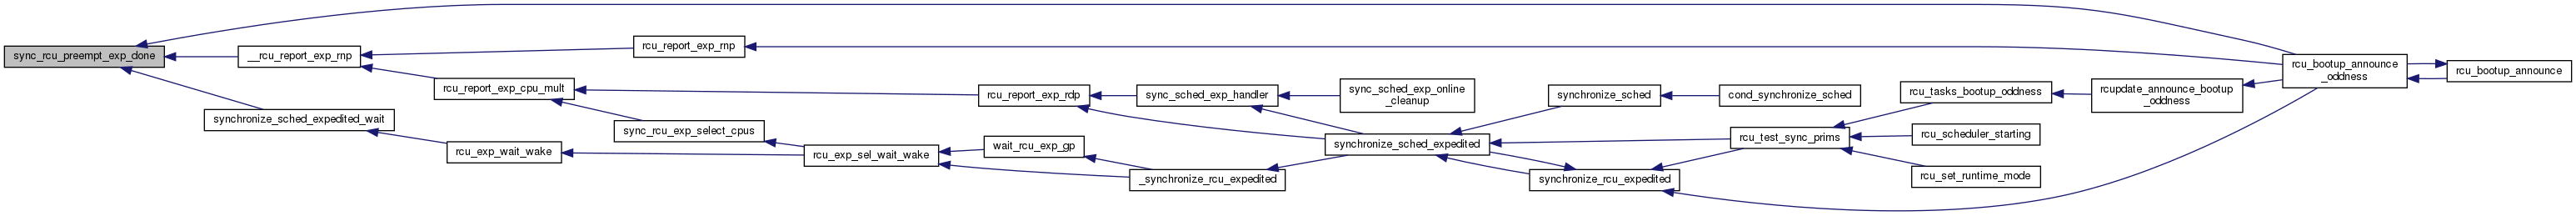 sync_rcu_preempt_exp_done
__rcu_report_exp_rnp
synchronize_sched_expedited_wait
rcu_report_exp_rnp
rcu_report_exp_cpu_mult
sync_rcu_exp_select_cpus
rcu_exp_wait_wake
rcu_exp_sel_wait_wake
rcu_report_exp_rdp
wait_rcu_exp_gp
_synchronize_rcu_expedited
sync_sched_exp_handler
sync_sched_exp_online
_cleanup
synchronize_sched_expedited
synchronize_sched
synchronize_rcu_expedited
cond_synchronize_sched
rcu_test_sync_prims
rcu_tasks_bootup_oddness
rcu_scheduler_starting
rcu_set_runtime_mode
rcupdate_announce_bootup
_oddness
rcu_bootup_announce
_oddness
rcu_bootup_announce